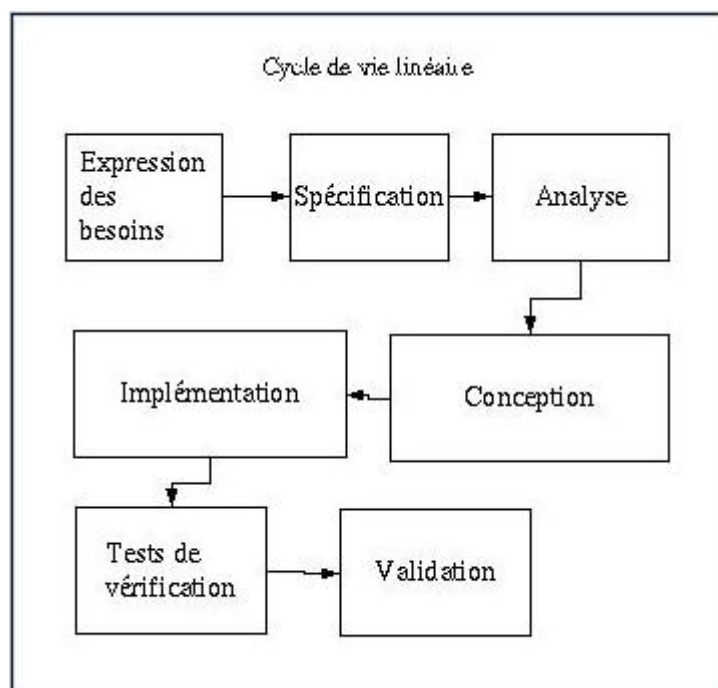 Cycle de vie linéaire
Expression
des
besoins
Spécification
Analyse
Conception
Implémentation
Tests de
vérification
Validation